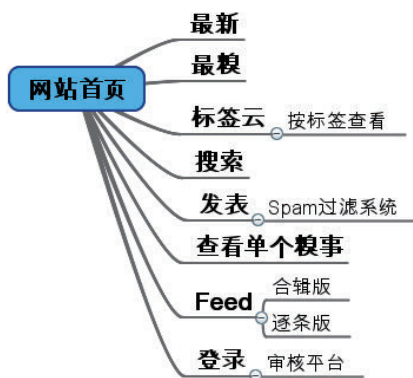 最新
最糗
网站首页
标签云
按标签查看
搜索
发表
Spam过滤系统
查看单个糗事
Feed
合辑版
逐条版
登录
审核平台